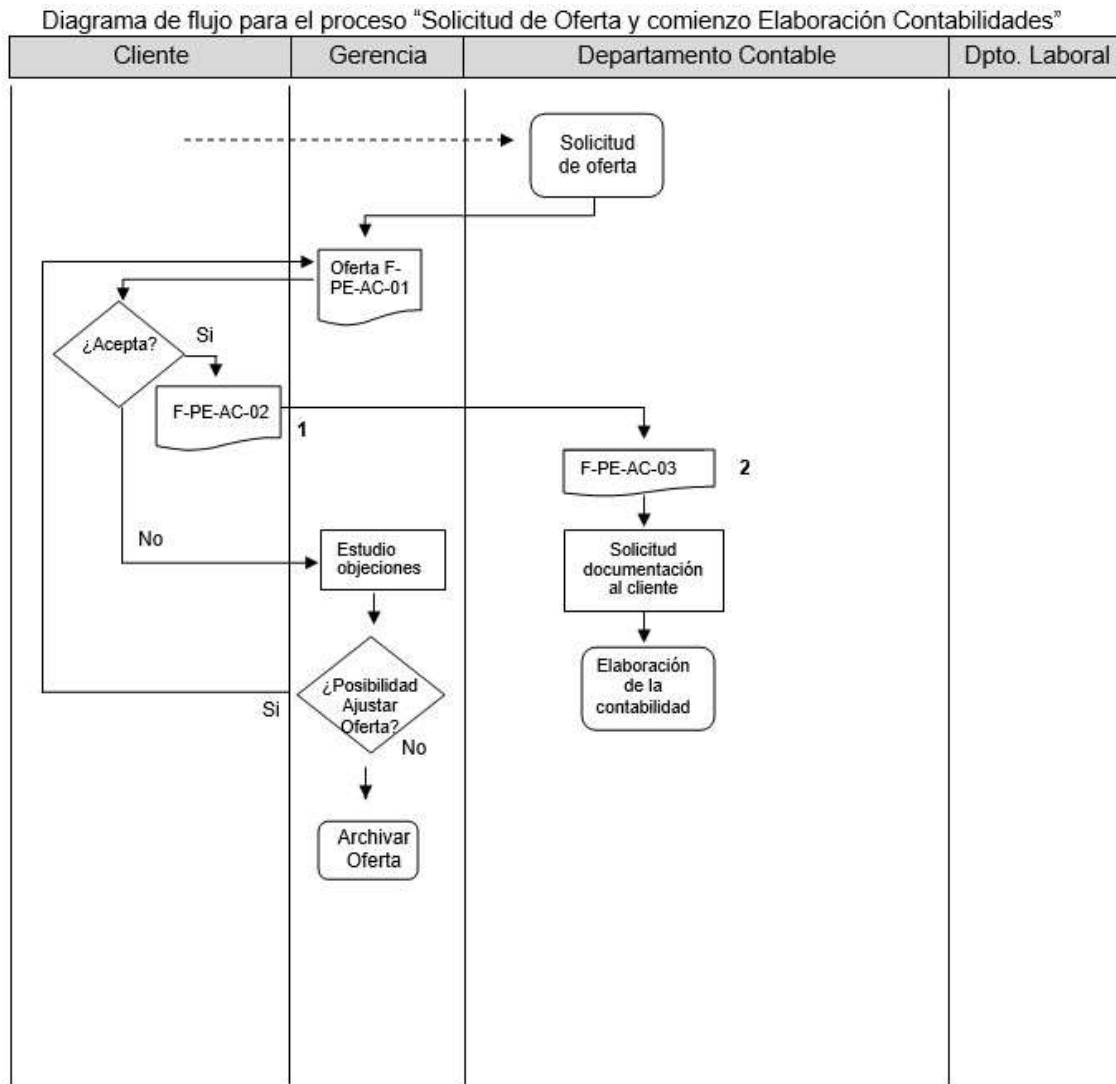 Diagrama de flujo para el proceso “Solicitud de Oferta y comienzo Elaboración Contabilidades”
Cliente
Gerencia
Departamento Contable
Dpto. Laboral
Solicitud
de oferta
Oferta F-
PE-AC-01
¿Acepta?
Si
F-PE-AC-02
1
F-PE-AC-03
2
No
Estudio
objeciones
Solicitud
documentación
al cliente
¿Posibilidad
Ajustar
Oferta?
Si
No
Elaboración
de la
contabilidad
Archivar
Oferta